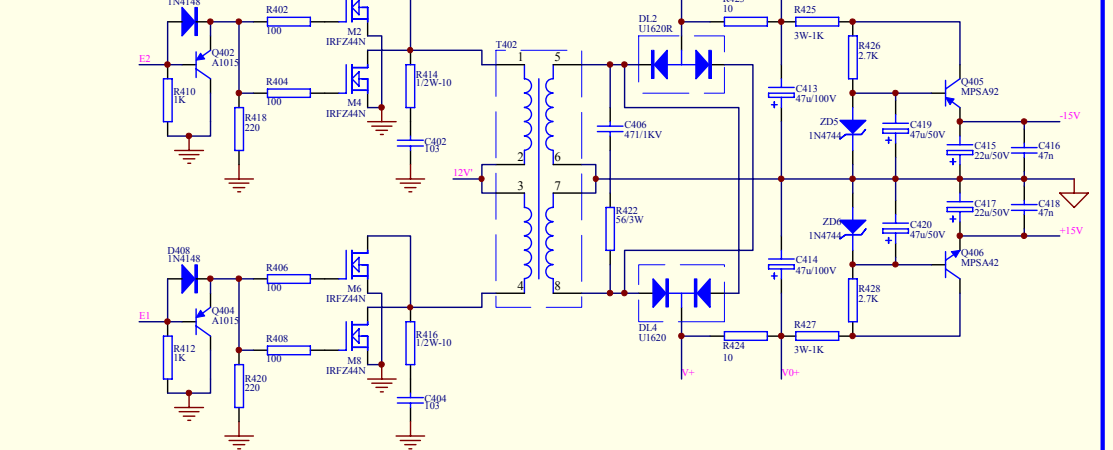 1N4148
R402
100
M2
IRFZ44N
E2
Q402
A1015
R410
1K
R404
100
M4
IRFZ44N
R418
220
R414
1/2W-10
C402
103
T402
1
5
2
6
12V'
3
7
4
8
C406
471/1KV
R422
56/3W
DL2
U1620R
10
R425
3W-1K
R426
2.7K
C413
47u/100V
ZD5
1N4744
C419
47u/50V
Q405
MPSA92
-15V
C415
22u/50V
C416
47n
C417
22u/50V
C418
47n
ZD6
1N4744
C420
47u/50V
+15V
Q406
MPSA42
C414
47u/100V
R428
2.7K
DL4
U1620
R424
10
R427
3W-1K
V+
V0+
D408
1N4148
R406
100
M6
IRFZ44N
E1
Q404
A1015
R412
1K
R408
100
M8
IRFZ44N
R420
220
R416
1/2W-10
C404
103